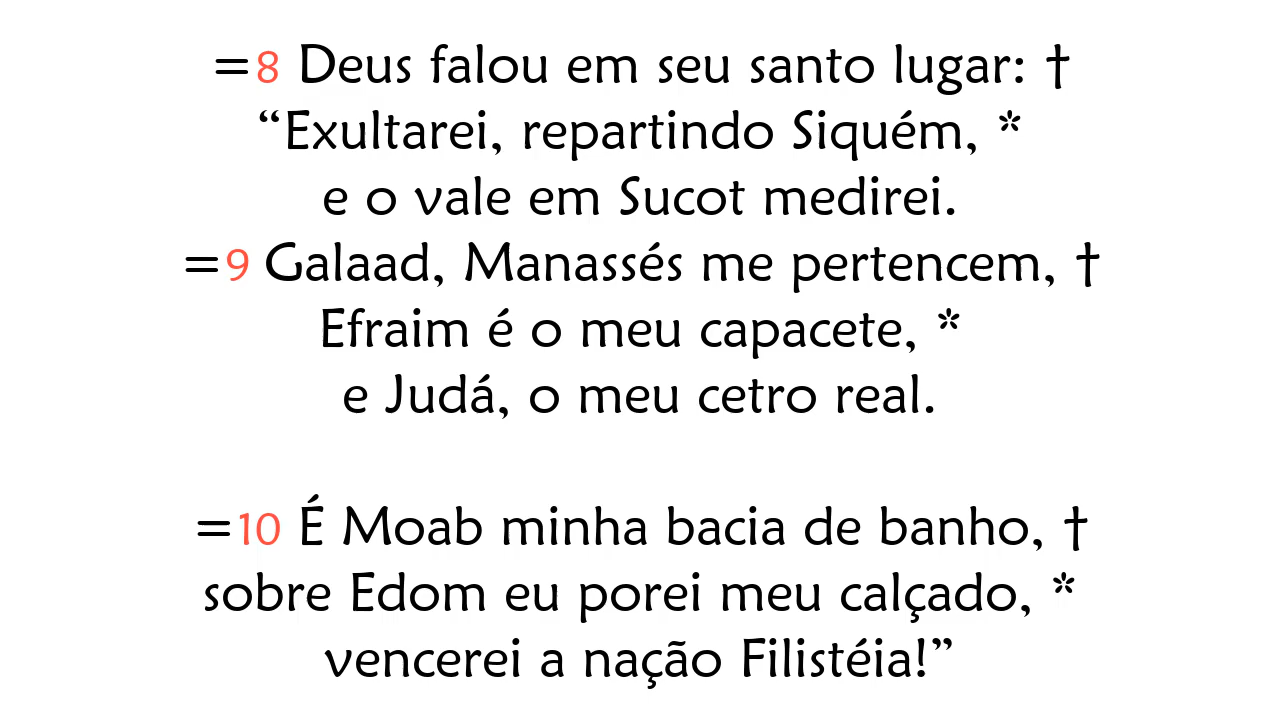 =8 Deus falou em seu santo lugar: †
“Exultarei, repartindo Siquém, *
e o vale em Sucot medirei.
=9 Galaad, Manassés me pertencem, †
Efraim é o meu capacete, *
e Judá, o meu cetro real.
=10 É Moab minha bacia de banho, †
sobre Edom eu porei meu calçado, *
vencerei a nação Filistéia!”